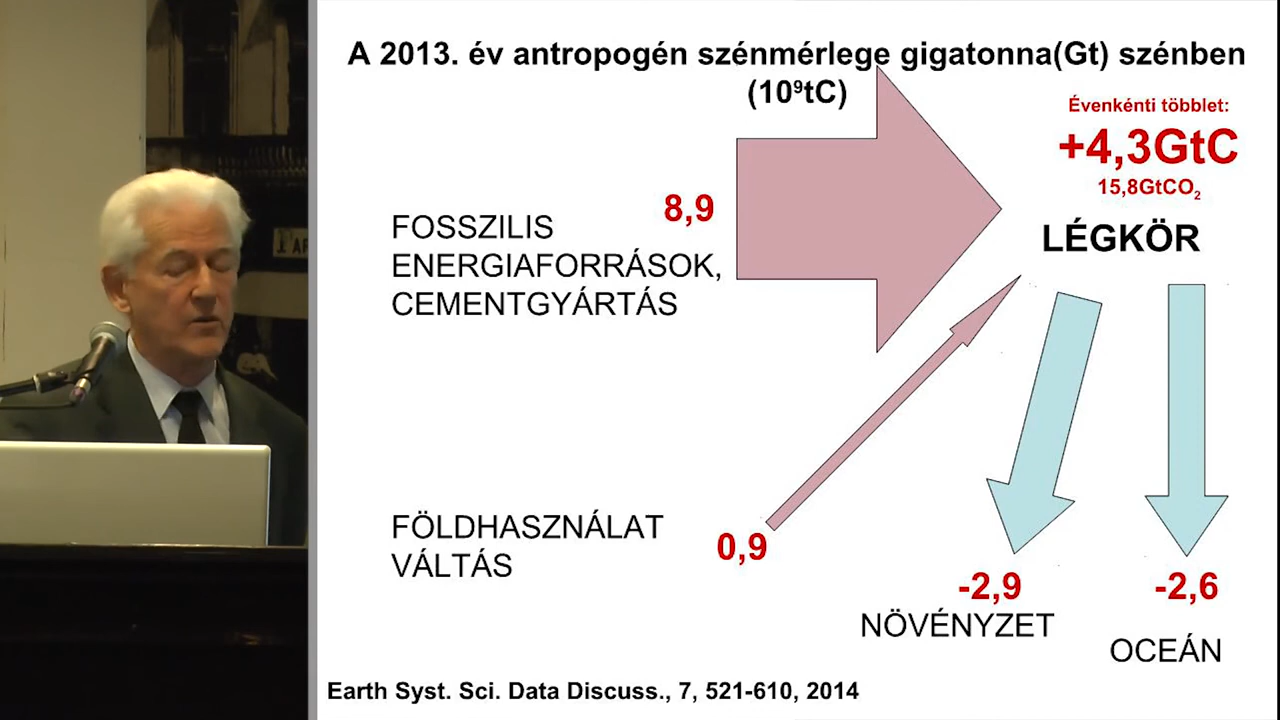 A 2013. év antropogén szénmérlege gigatonna(Gt) szénben
(10⁹tC)
Évenkénti többlet:
+4,3GtC
15,8GtCO₂
LÉGKÖR
8,9
FOSSZILIS
ENERGIAFORRÁSOK,
CEMENTGYÁRTÁS
FÖLDHASZNÁLAT
VÁLTÁS
0,9
-2,9
NÖVÉNYZET
-2,6
OCEÁN
Earth Syst. Sci. Data Discuss., 7, 521-610, 2014